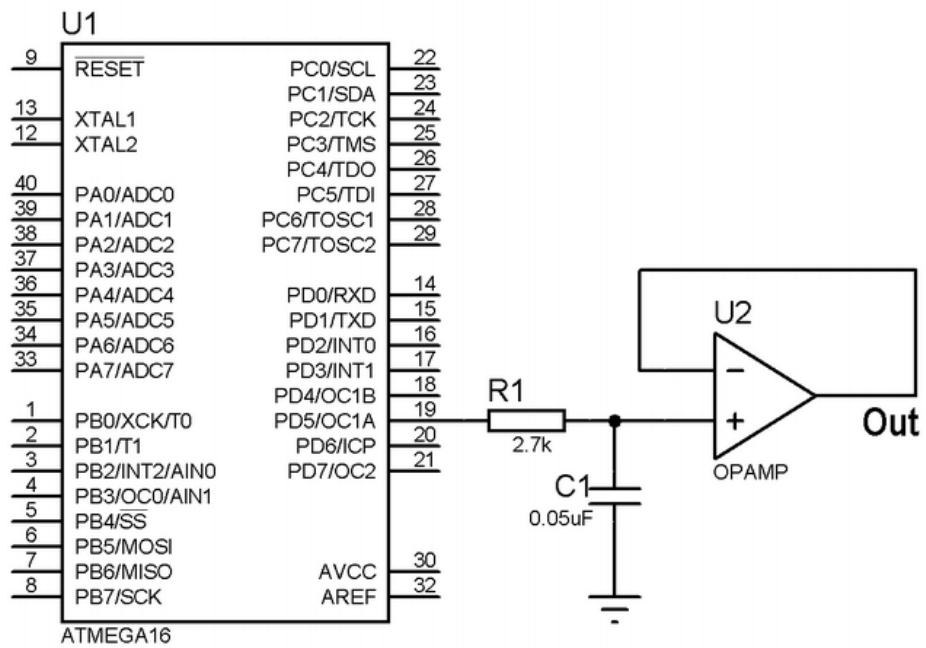 U1
9 RESET PC0/SCL 22
PC1/SDA 23
13 XTAL1 PC2/TCK 24
12 XTAL2 PC3/TMS 25
PC4/TDO 26
40 PA0/ADC0 PC5/TDI 27
39 PA1/ADC1 PC6/TOSC1 28
38 PA2/ADC2 PC7/TOSC2 29
37 PA3/ADC3
36 PA4/ADC4 PD0/RXD 14
35 PA5/ADC5 PD1/TXD 15
34 PA6/ADC6 PD2/INT0 16
33 PA7/ADC7 PD3/INT1 17
PD4/OC1B 18
1 PB0/XCK/T0 PD5/OC1A 19
2 PB1/T1 PD6/ICP 20
3 PB2/INT2/AIN0 PD7/OC2 21
4 PB3/OC0/AIN1
5 PB4/SS
6 PB5/MOSI
7 PB6/MISO AVCC 30
8 PB7/SCK AREF 32
ATMEGA16
R1
2.7k
C1
0.05uF
U2
−
+
OPAMP
Out